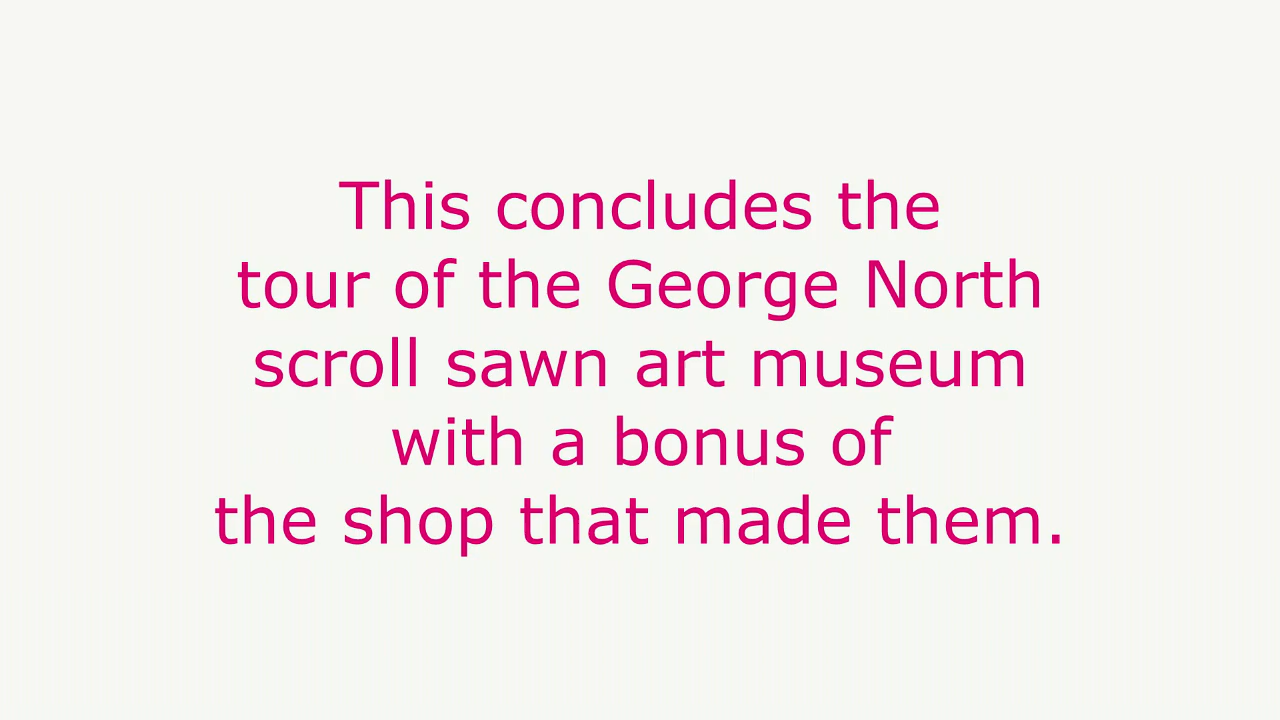 This concludes the
tour of the George North
scroll sawn art museum
with a bonus of
the shop that made them.